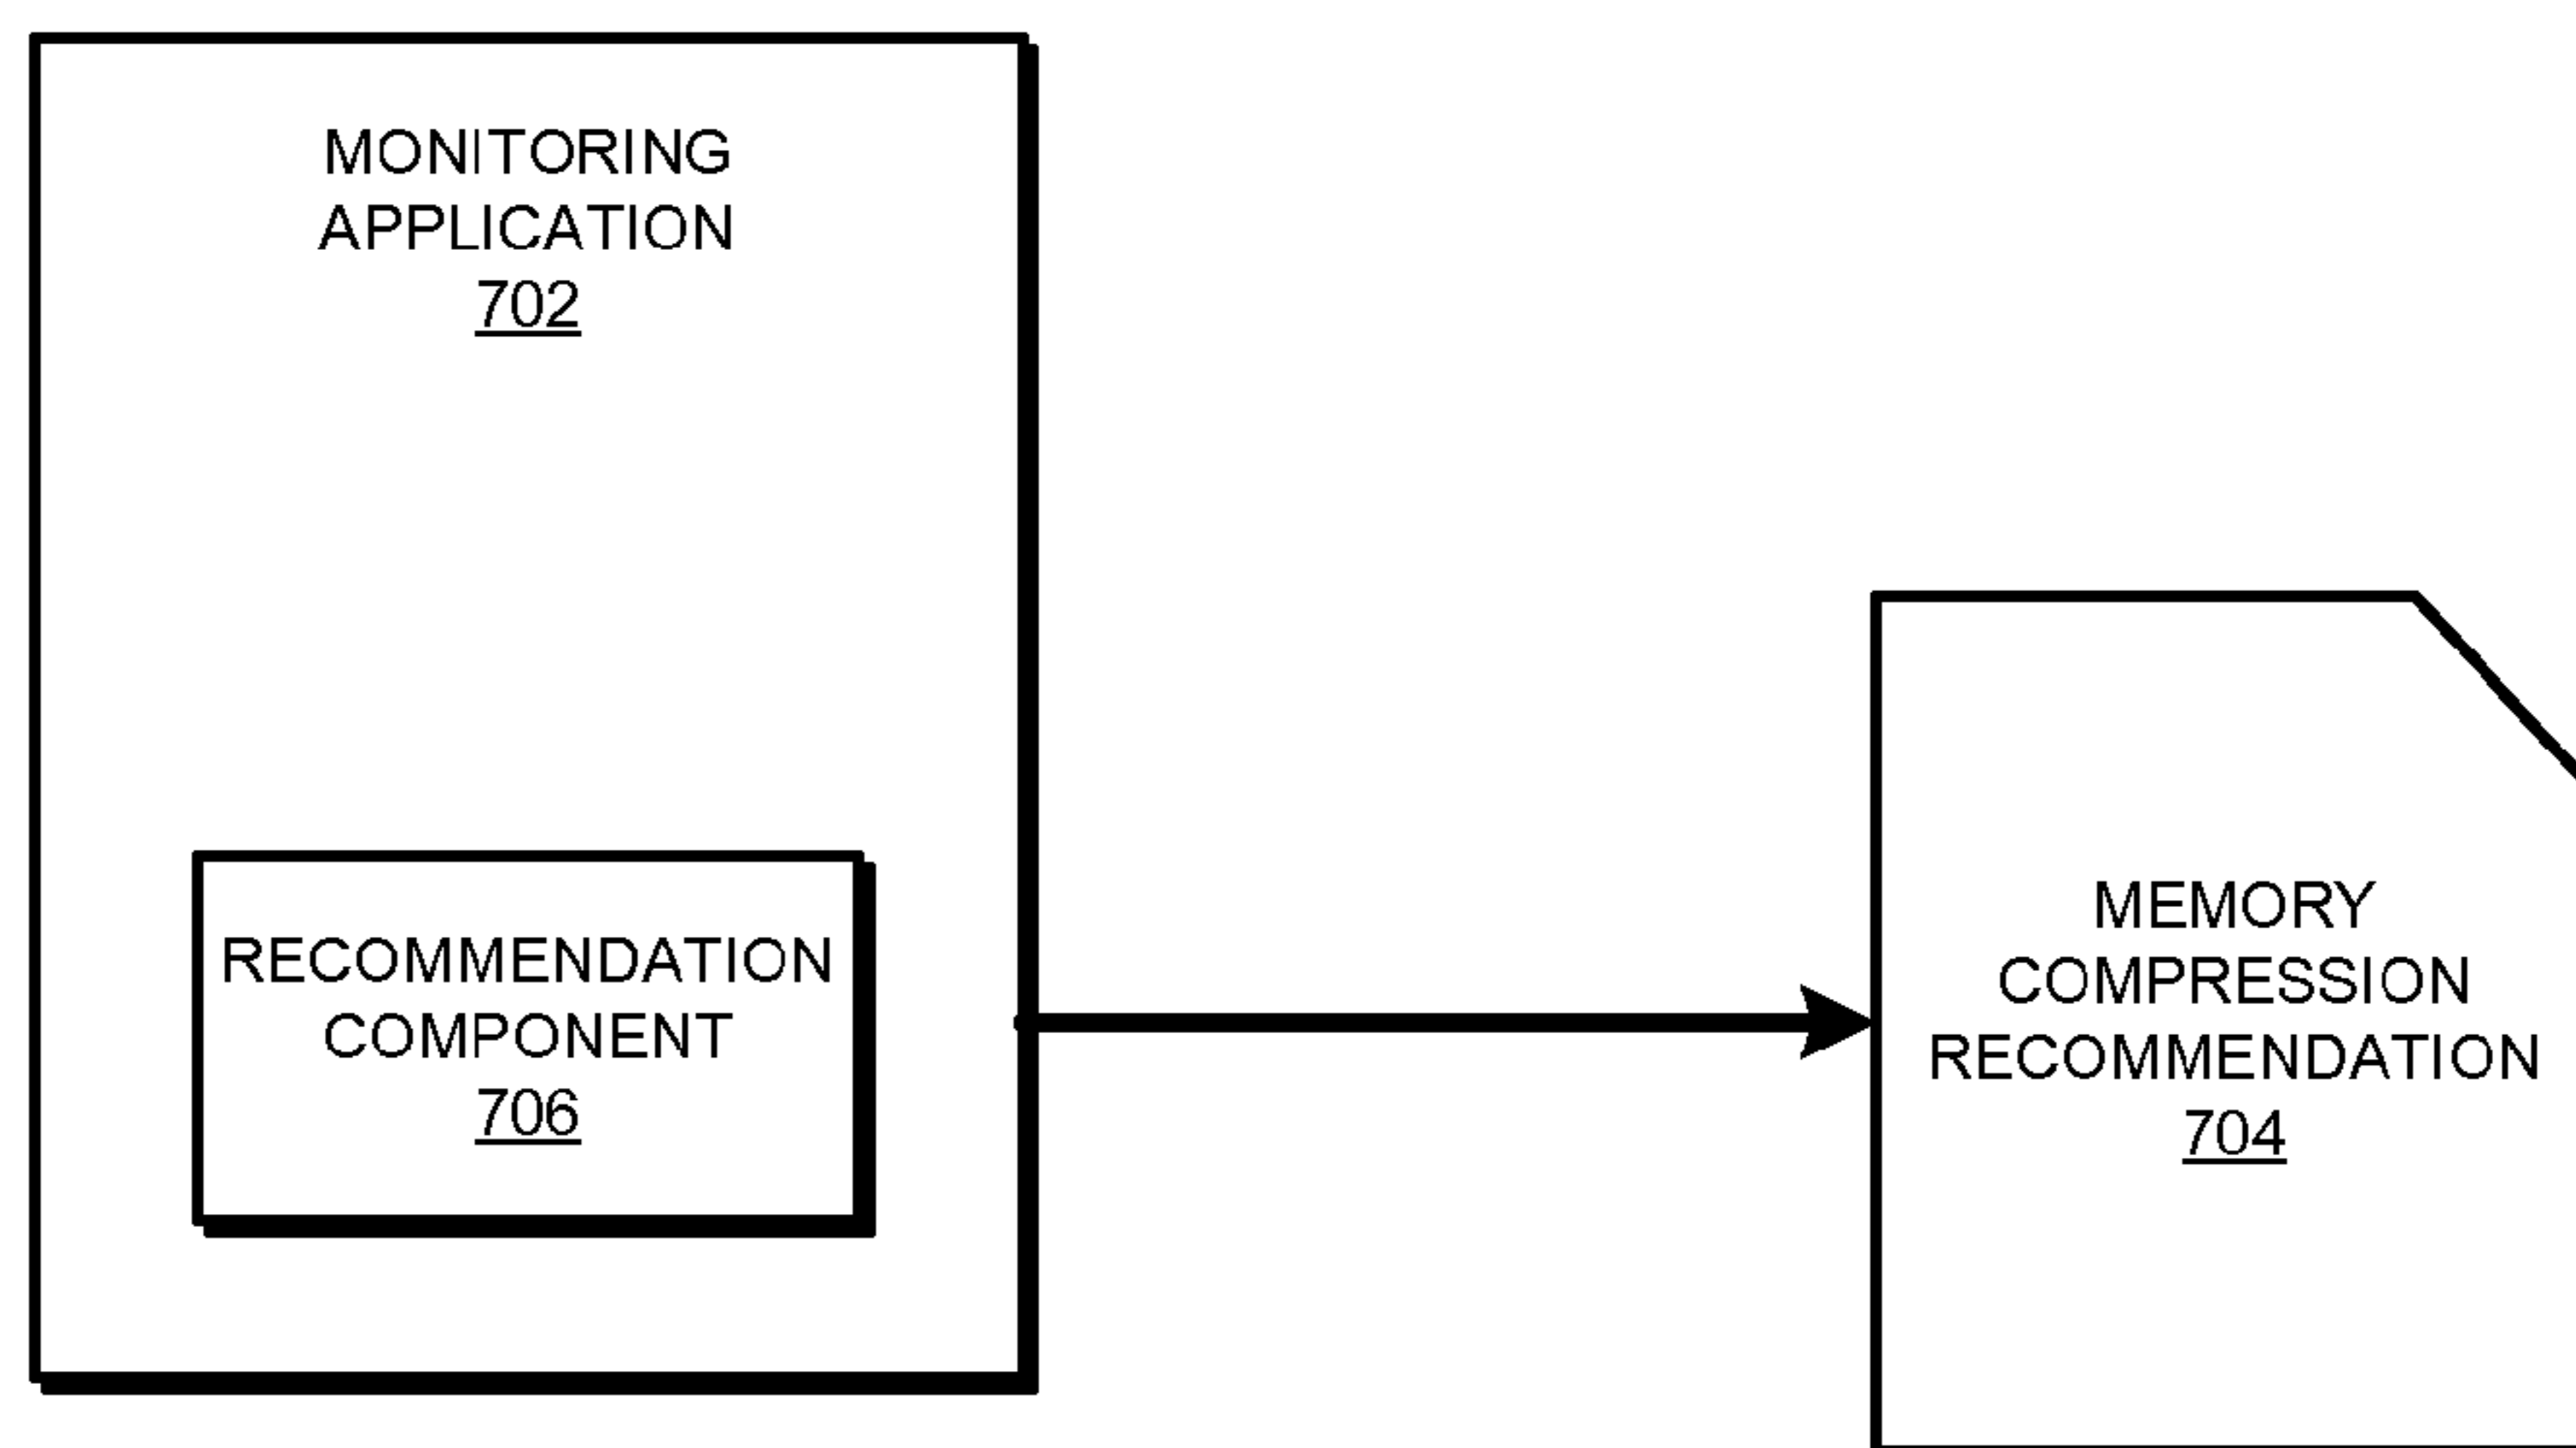 MONITORING
APPLICATION
702
RECOMMENDATION
COMPONENT
706
MEMORY
COMPRESSION
RECOMMENDATION
704